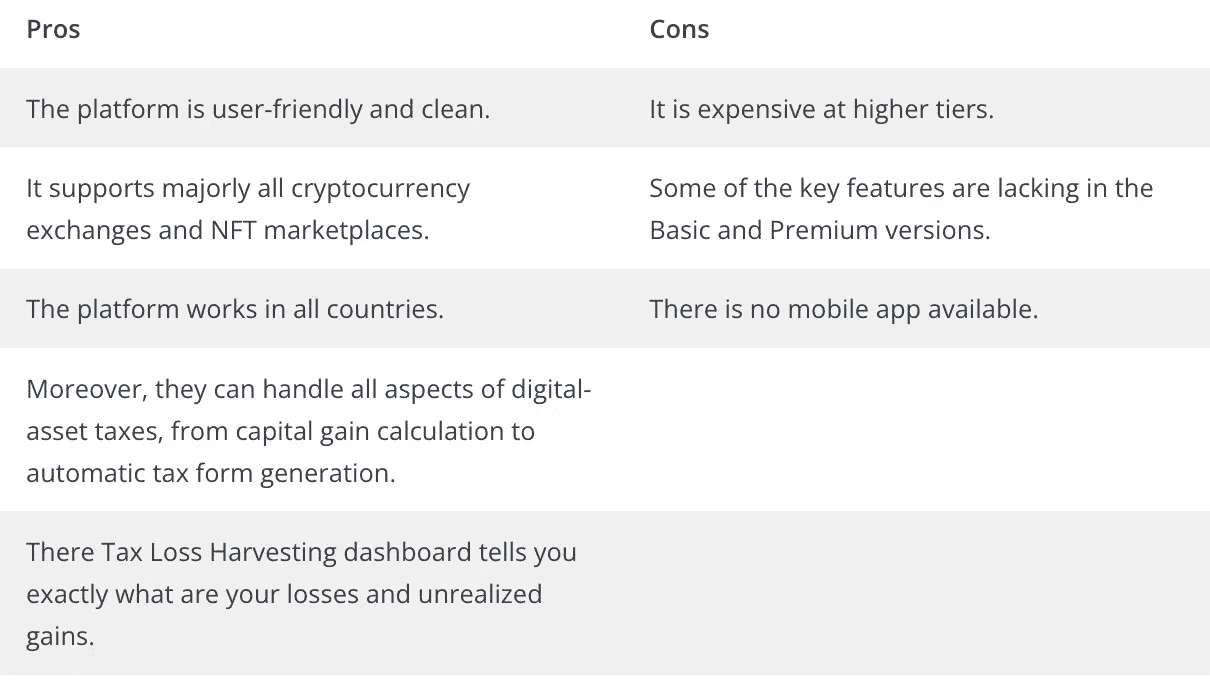 Pros
Cons
The platform is user-friendly and clean.
It is expensive at higher tiers.
It supports majorly all cryptocurrency
exchanges and NFT marketplaces.
Some of the key features are lacking in the
Basic and Premium versions.
The platform works in all countries.
There is no mobile app available.
Moreover, they can handle all aspects of digital-
asset taxes, from capital gain calculation to
automatic tax form generation.
There Tax Loss Harvesting dashboard tells you
exactly what are your losses and unrealized
gains.